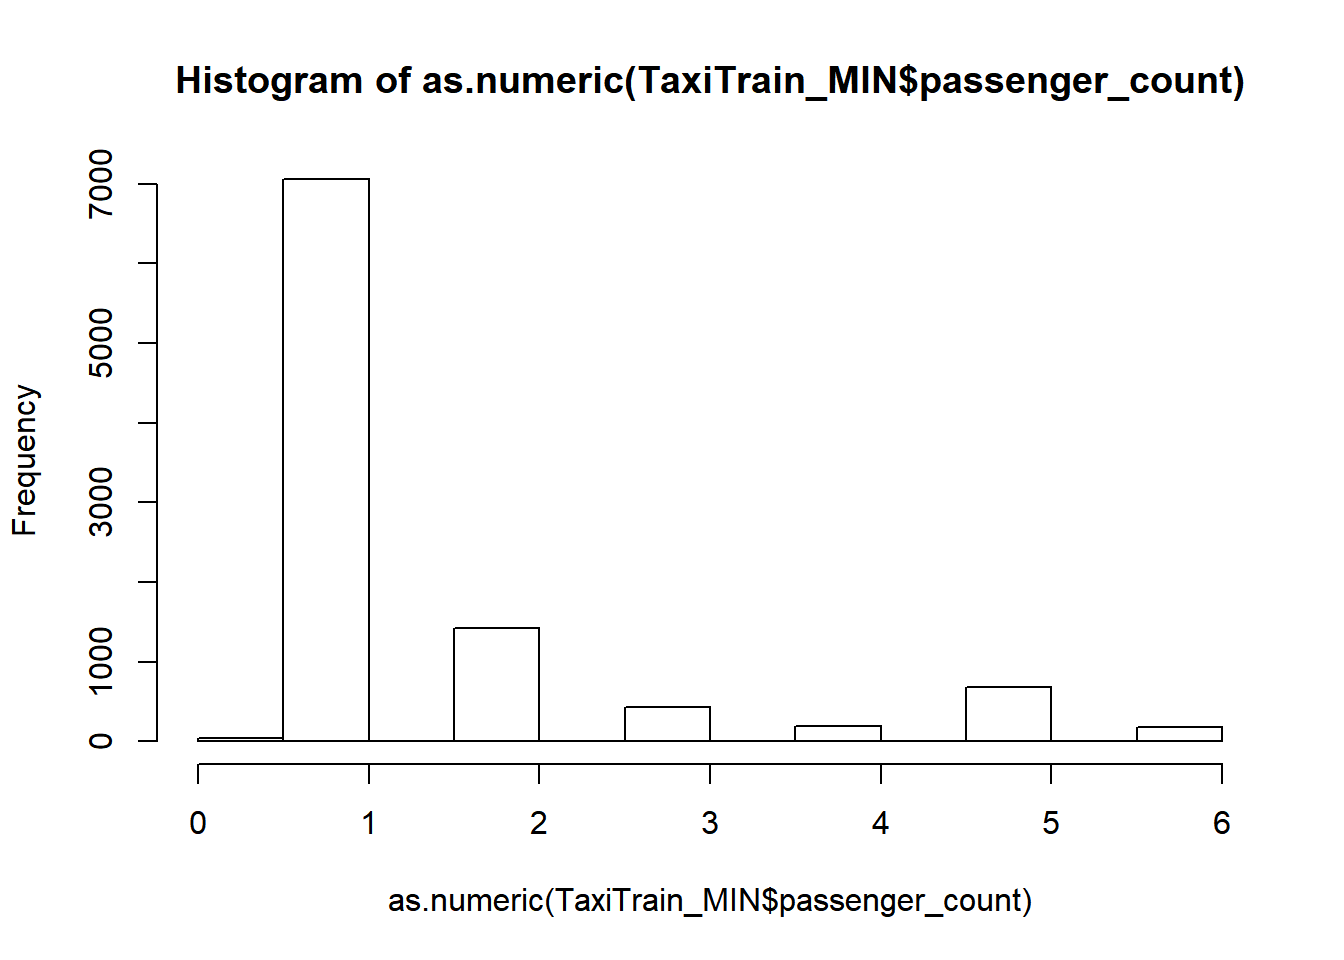 Histogram of as.numeric(TaxiTrain_MIN$passenger_count)
7000
5000
3000
1000
0
Frequency
0 1 2 3 4 5 6
as.numeric(TaxiTrain_MIN$passenger_count)